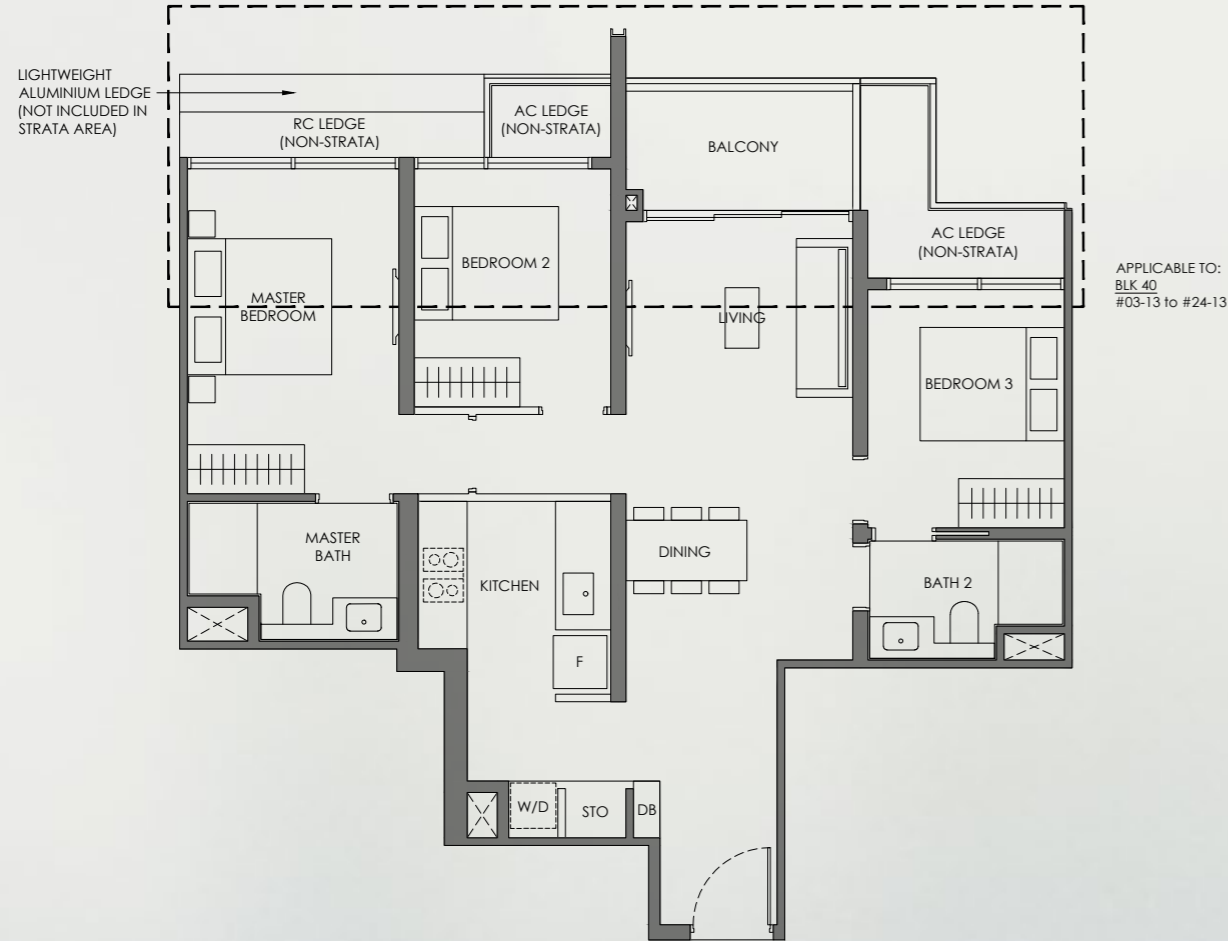 LIGHTWEIGHT
ALUMINIUM LEDGE
(NOT INCLUDED IN
STRATA AREA)
RC LEDGE
(NON-STRATA)
AC LEDGE
(NON-STRATA)
BALCONY
AC LEDGE
(NON-STRATA)
APPLICABLE TO:
BLK 40
#03-13 to #24-13
MASTER
BEDROOM
BEDROOM 2
LIVING
BEDROOM 3
MASTER
BATH
KITCHEN
DINING
BATH 2
F
W/D
STO
DB